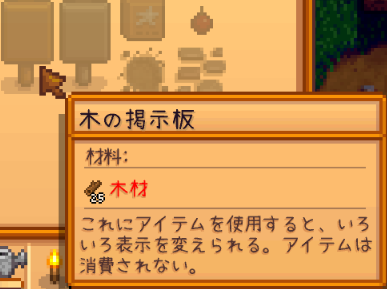 木の掲示板
材料:
25 木材
これにアイテムを使用すると、いろ
いろ表示を変えられる。アイテムは
消費されない。